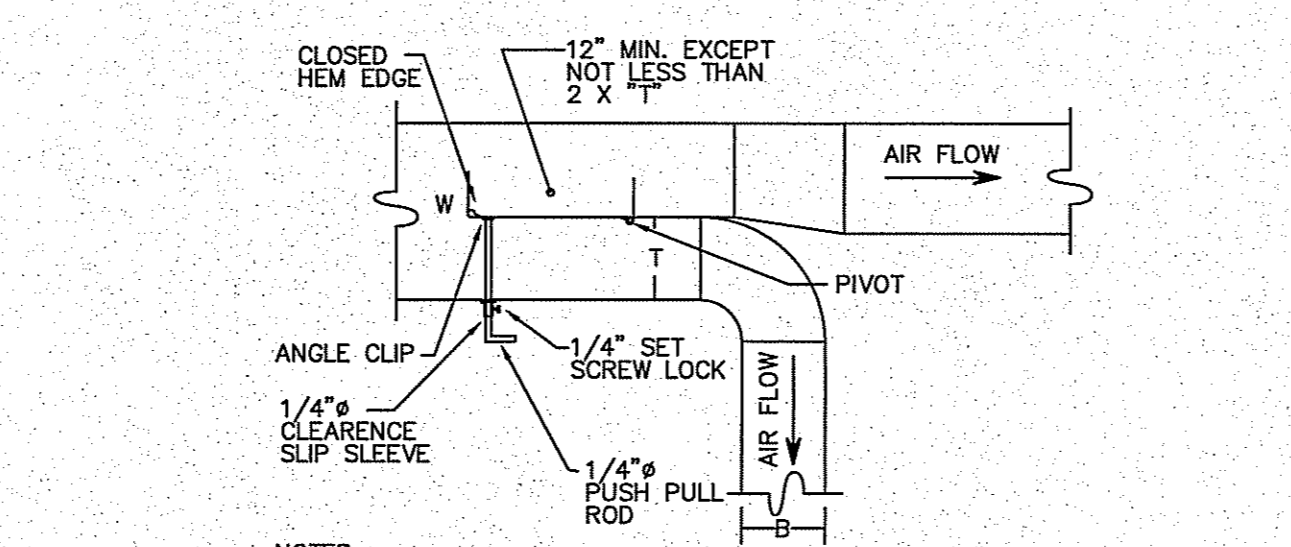 CLOSED
HEM EDGE
12" MIN. EXCEPT
NOT LESS THAN
2 X "T"
AIR FLOW
W
T
PIVOT
ANGLE CLIP
1/4" SET
SCREW LOCK
1/4"ø
CLEARENCE
SLIP SLEEVE
1/4"ø
PUSH PULL
ROD
AIR FLOW
B